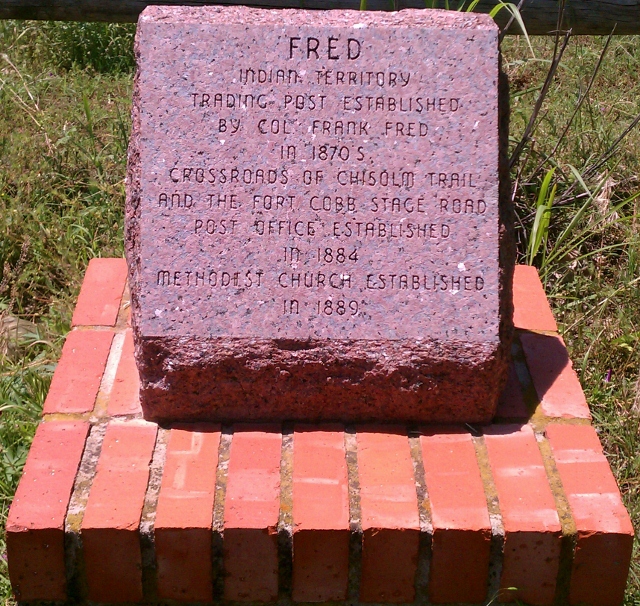 FRED
INDIAN TERRITORY
TRADING POST ESTABLISHED
BY COL. FRANK FRED
IN 1870'S.
CROSSROADS OF CHISOLM TRAIL
AND THE FORT COBB STAGE ROAD
POST OFFICE ESTABLISHED
IN 1884
METHODIST CHURCH ESTABLISHED
IN 1889